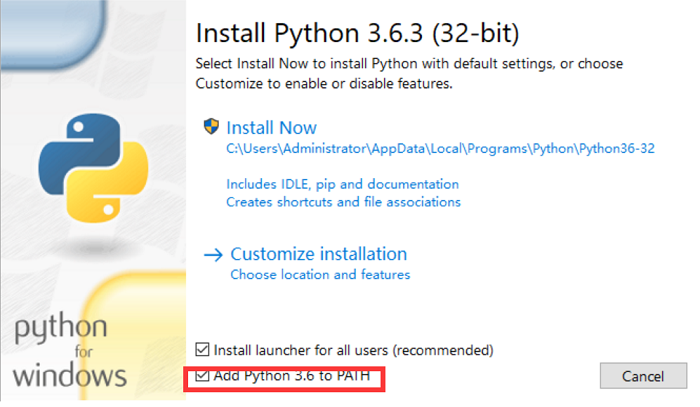 Install Python 3.6.3 (32-bit)
Select Install Now to install Python with default settings, or choose
Customize to enable or disable features.
Install Now
C:\Users\Administrator\AppData\Local\Programs\Python\Python36-32
Includes IDLE, pip and documentation
Creates shortcuts and file associations
Customize installation
Choose location and features
python
for
windows
Install launcher for all users (recommended)
Add Python 3.6 to PATH
Cancel